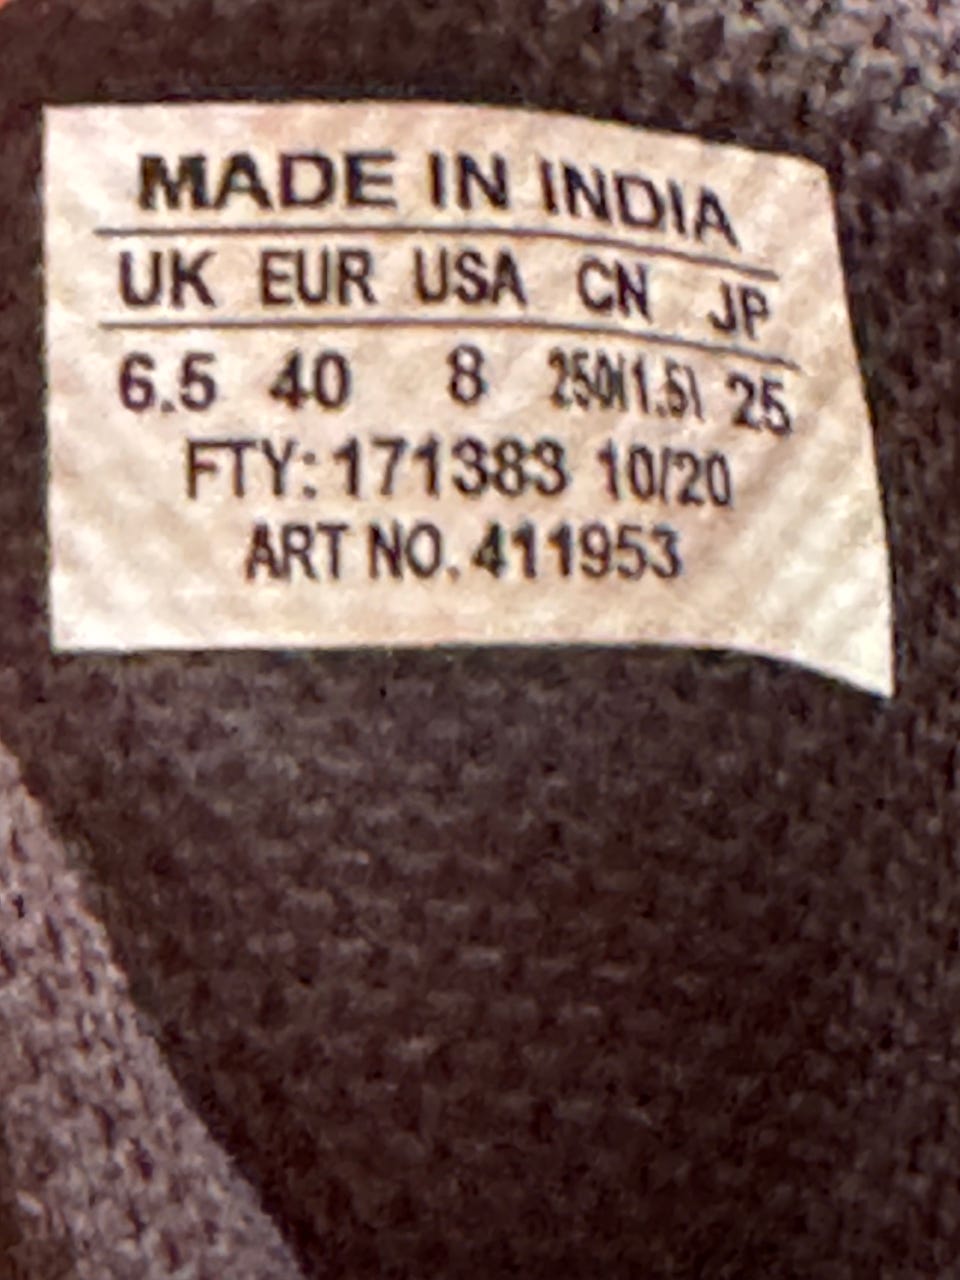 MADE IN INDIA
UK EUR USA CN JP
6.5 40 8 250(1.5) 25
FTY: 171383 10/20
ART NO. 411953